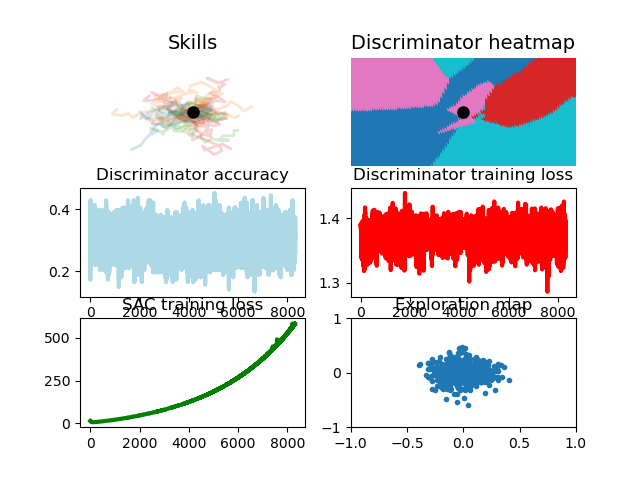 Skills
Discriminator heatmap
Discriminator accuracy
Discriminator training loss
0.4
0.2
0 2000 4000 6000 8000
1.4
1.3
0 2000 4000 6000 8000
SAC training loss
Exploration map
500
250
0
0 2000 4000 6000 8000
1
0
−1
−1.0 −0.5 0.0 0.5 1.0